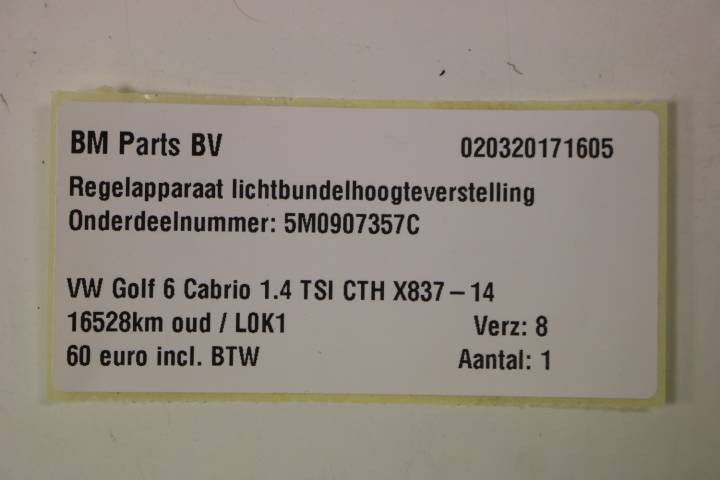 BM Parts BV 020320171605
Regelapparaat lichtbundelhoogteverstelling
Onderdeelnummer: 5M0907357C
VW Golf 6 Cabrio 1.4 TSI CTH X837-14
16528km oud / L0K1 Verz: 8
60 euro incl. BTW Aantal: 1